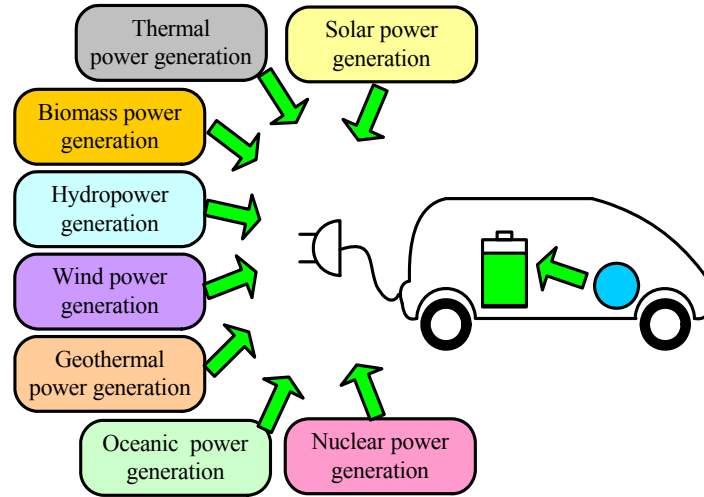 Thermal
power generation
Solar power
generation
Biomass power
generation
Hydropower
generation
Wind power
generation
Geothermal
power generation
Oceanic power
generation
Nuclear power
generation